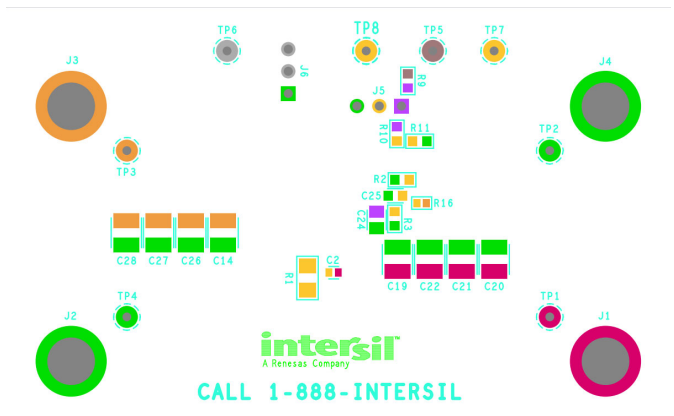 TP6
TP8
TP5
TP7
J3
J6
J4
R9
J5
R10
R11
TP2
TP3
R2
C25
R16
C24
R3
C28
C27
C26
C14
R1
C2
C19
C22
C21
C20
J2
TP4
TP1
J1
intersil™
A Renesas Company
CALL 1-888-INTERSIL